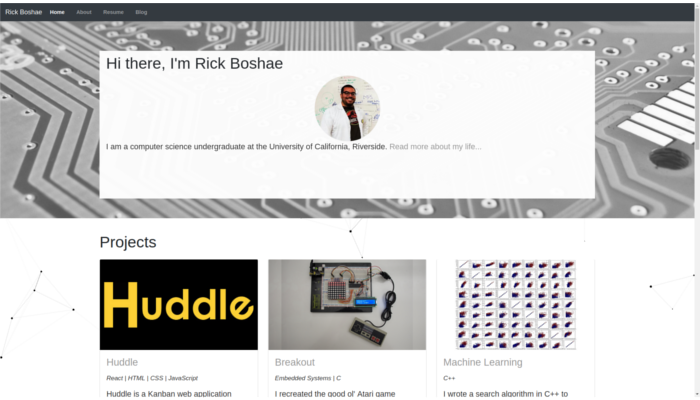 Rick Boshae Home About Resume Blog
Hi there, I'm Rick Boshae
I am a computer science undergraduate at the University of California, Riverside. Read more about my life...
Projects
Huddle
Huddle
React | HTML | CSS | JavaScript
Huddle is a Kanban web application
Breakout
Embedded Systems | C
I recreated the good ol' Atari game
Machine Learning
C++
I wrote a search algorithm in C++ to